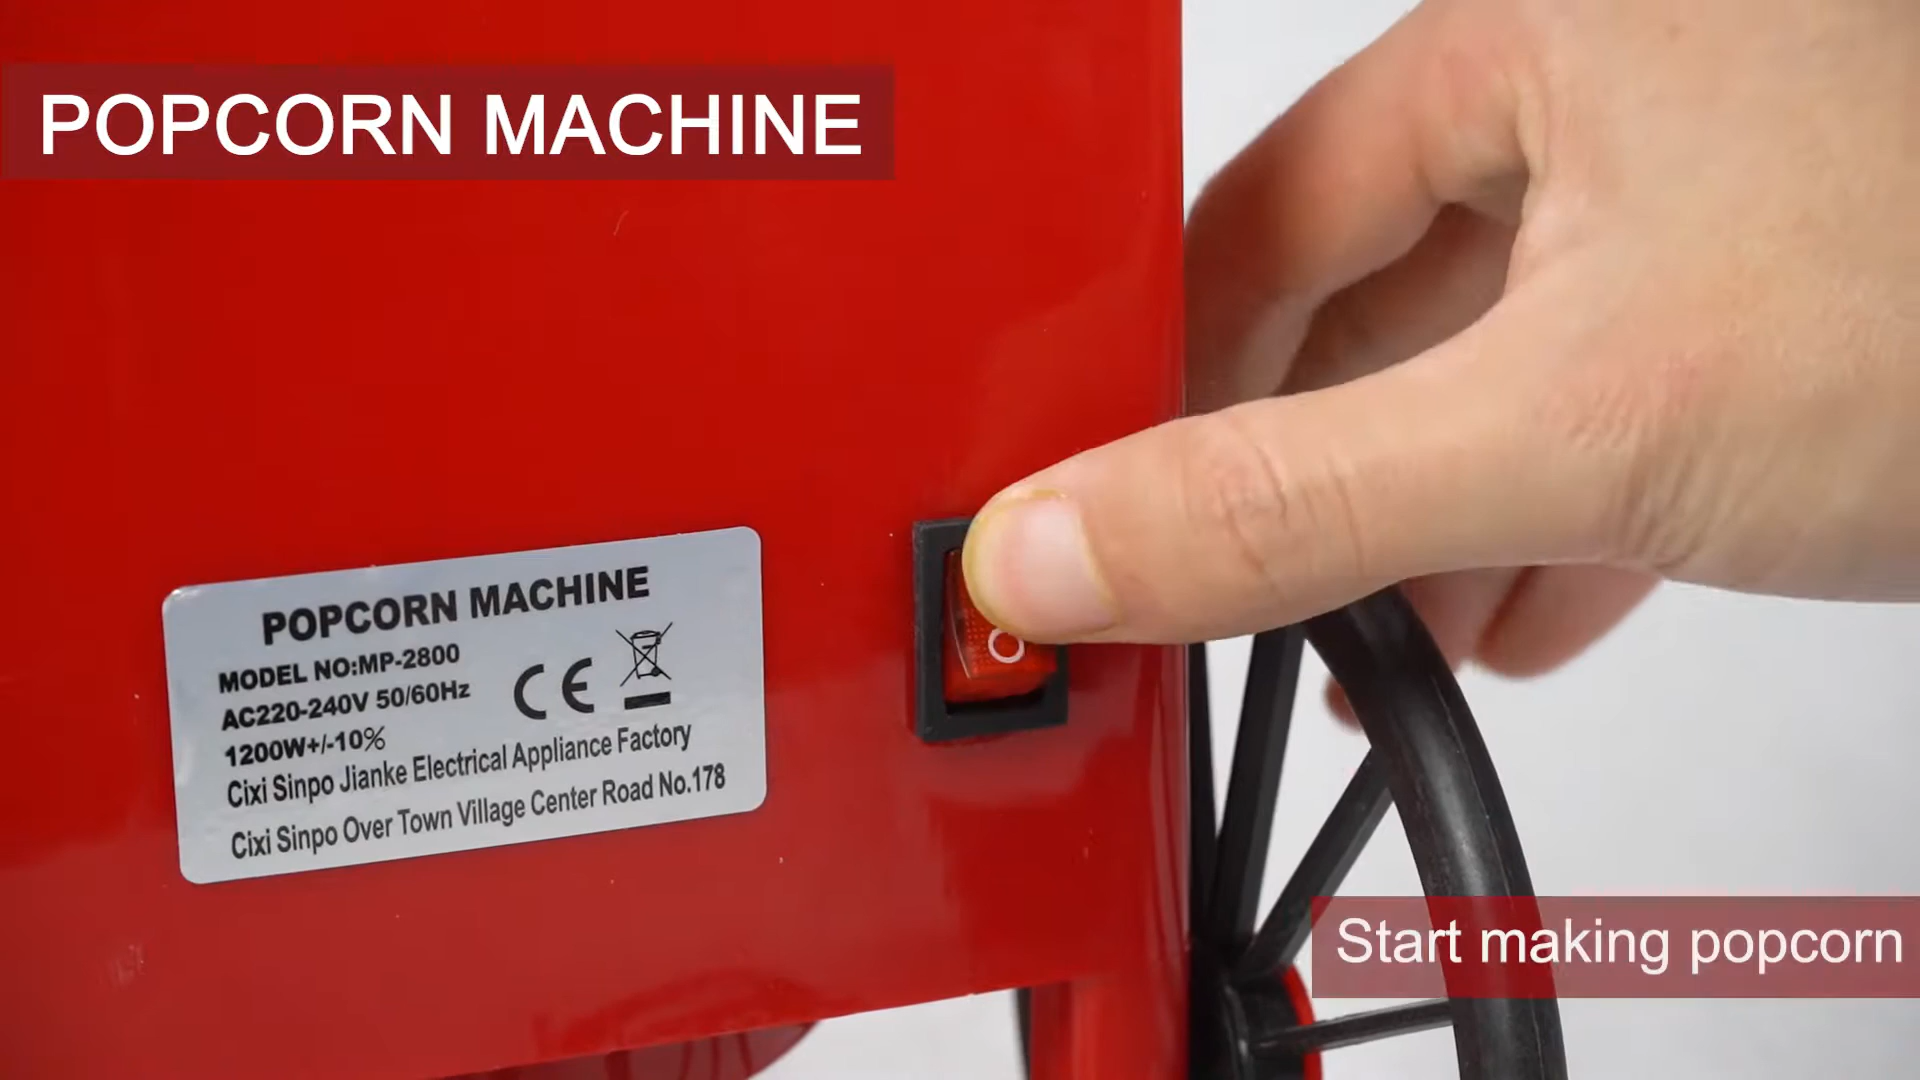 POPCORN MACHINE
POPCORN MACHINE
MODEL NO:MP-2800
AC220-240V 50/60Hz
1200W+/-10%
CE
Cixi Sinpo Jianke Electrical Appliance Factory
Cixi Sinpo Over Town Village Center Road No.178
Start making popcorn